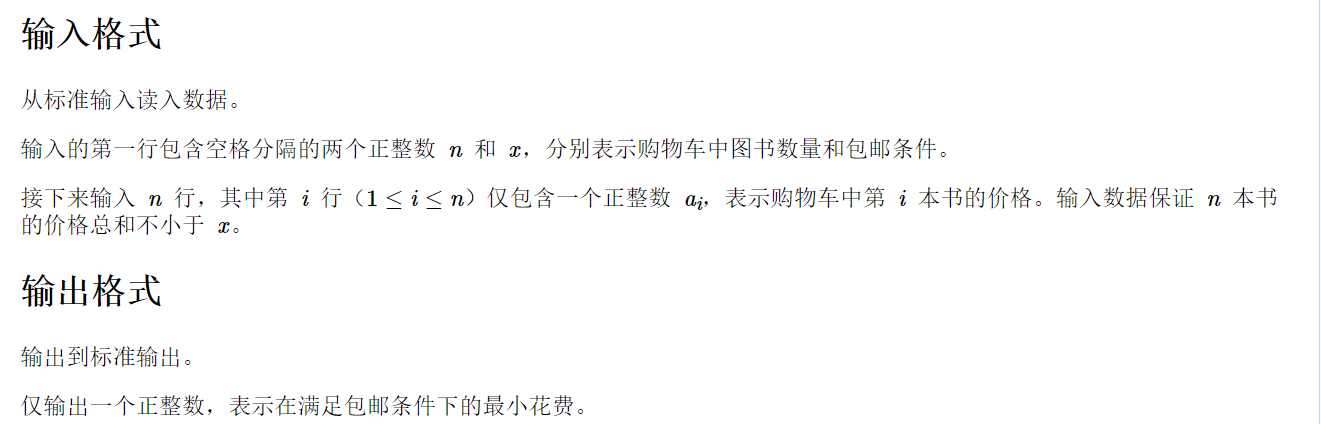 输入格式
从标准输入读入数据。
输入的第一行包含空格分隔的两个正整数 n 和 x，分别表示购物车中图书数量和包邮条件。
接下来输入 n 行，其中第 i 行（1 ≤ i ≤ n）仅包含一个正整数 aᵢ，表示购物车中第 i 本书的价格。输入数据保证 n 本书
的价格总和不小于 x。
输出格式
输出到标准输出。
仅输出一个正整数，表示在满足包邮条件下的最小花费。